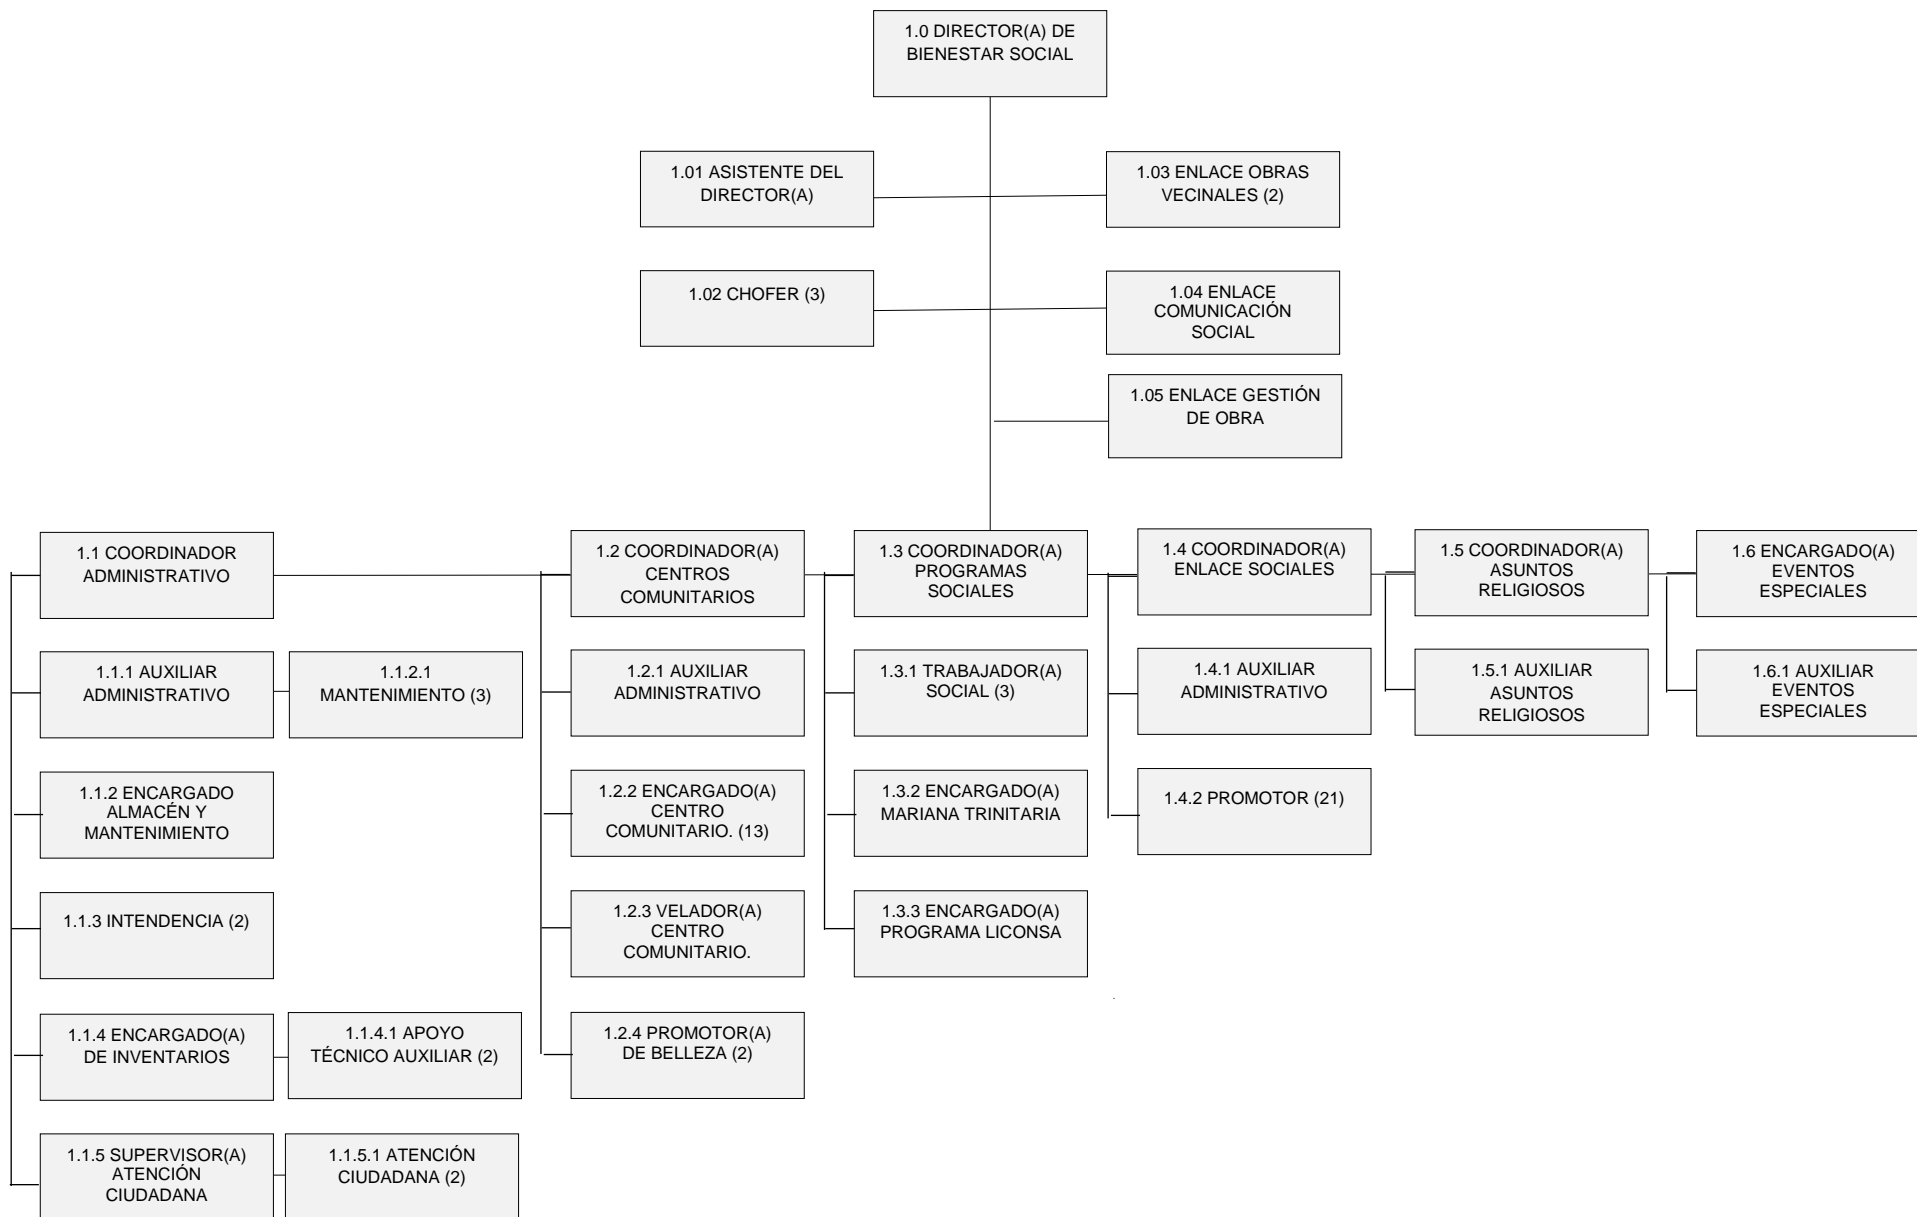 1.0 DIRECTOR(A) DE
BIENESTAR SOCIAL
1.01 ASISTENTE DEL
DIRECTOR(A)
1.03 ENLACE OBRAS
VECINALES (2)
1.02 CHOFER (3)
1.04 ENLACE
COMUNICACIÓN
SOCIAL
1.05 ENLACE GESTIÓN
DE OBRA
1.1 COORDINADOR
ADMINISTRATIVO
1.2 COORDINADOR(A)
CENTROS
COMUNITARIOS
1.3 COORDINADOR(A)
PROGRAMAS
SOCIALES
1.4 COORDINADOR(A)
ENLACE SOCIALES
1.5 COORDINADOR(A)
ASUNTOS
RELIGIOSOS
1.6 ENCARGADO(A)
EVENTOS
ESPECIALES
1.1.1 AUXILIAR
ADMINISTRATIVO
1.1.2.1
MANTENIMIENTO (3)
1.2.1 AUXILIAR
ADMINISTRATIVO
1.3.1 TRABAJADOR(A)
SOCIAL (3)
1.4.1 AUXILIAR
ADMINISTRATIVO
1.5.1 AUXILIAR
ASUNTOS
RELIGIOSOS
1.6.1 AUXILIAR
EVENTOS
ESPECIALES
1.1.2 ENCARGADO
ALMACÉN Y
MANTENIMIENTO
1.2.2 ENCARGADO(A)
CENTRO
COMUNITARIO. (13)
1.3.2 ENCARGADO(A)
MARIANA TRINITARIA
1.4.2 PROMOTOR (21)
1.1.3 INTENDENCIA (2)
1.2.3 VELADOR(A)
CENTRO
COMUNITARIO.
1.3.3 ENCARGADO(A)
PROGRAMA LICONSA
1.1.4 ENCARGADO(A)
DE INVENTARIOS
1.1.4.1 APOYO
TÉCNICO AUXILIAR (2)
1.2.4 PROMOTOR(A)
DE BELLEZA (2)
1.1.5 SUPERVISOR(A)
ATENCIÓN
CIUDADANA
1.1.5.1 ATENCIÓN
CIUDADANA (2)